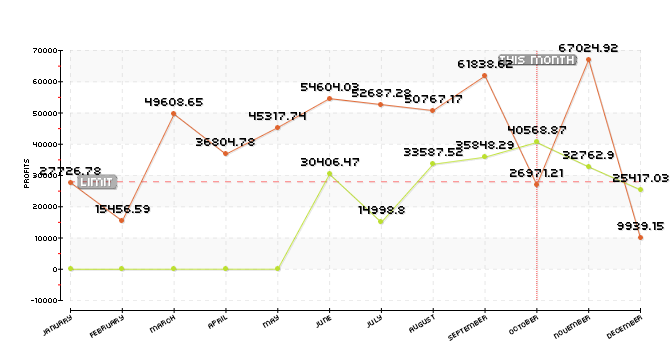 67024.92
THIS MONTH
70000
61838.62
60000
54604.03
52687.28
50767.17
49608.65
50000
45317.74
40568.87
36804.78
35848.29
33587.52
32762.9
40000
30406.47
27726.78
26971.21
25417.03
30000
LIMIT
15456.59
14998.8
20000
9939.15
10000
0
-10000
PROFITS
JANUARY
FEBRUARY
MARCH
APRIL
MAY
JUNE
JULY
AUGUST
SEPTEMBER
OCTOBER
NOVEMBER
DECEMBER